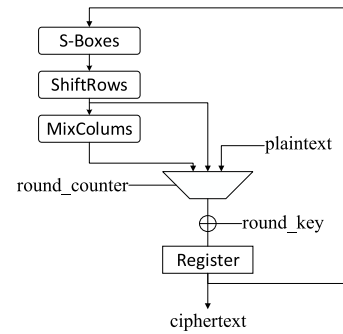 S-Boxes
ShiftRows
MixColums
plaintext
round_counter
round_key
Register
ciphertext